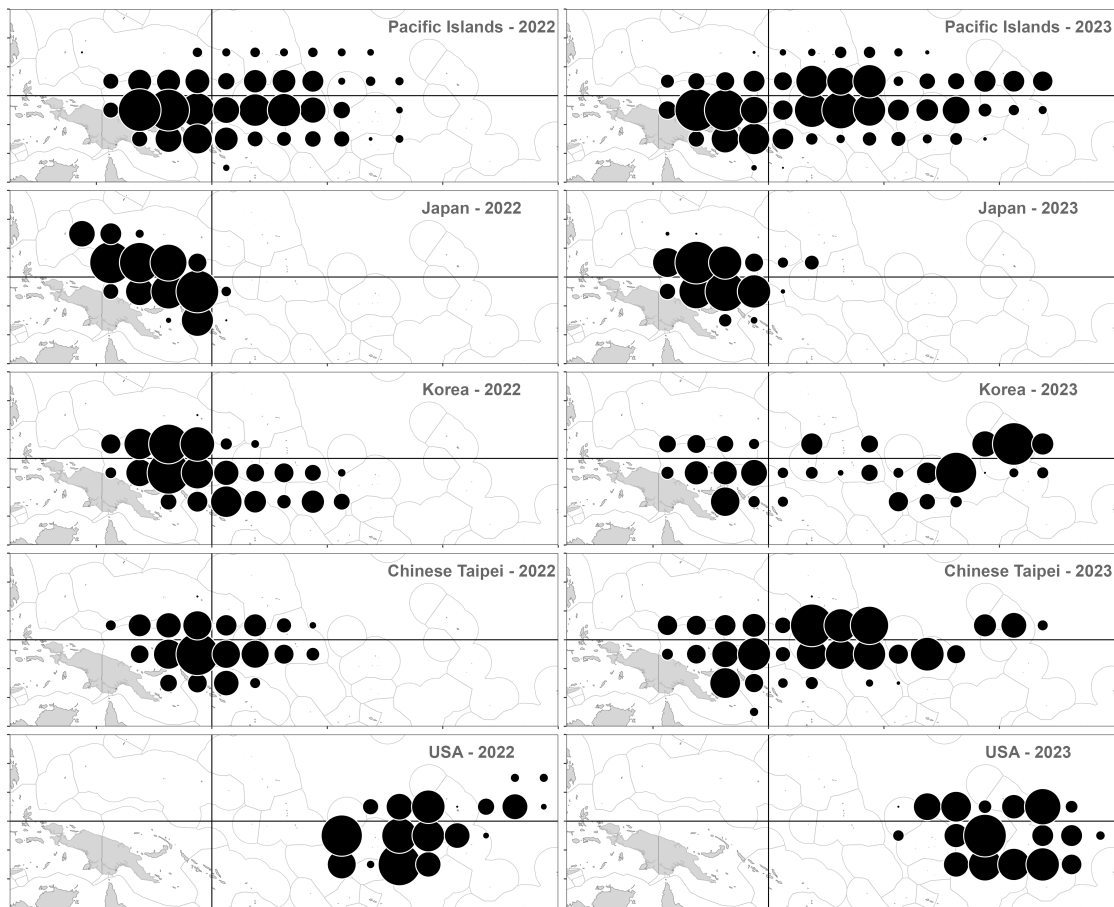 Pacific Islands - 2022
Pacific Islands - 2023
Japan - 2022
Japan - 2023
Korea - 2022
Korea - 2023
Chinese Taipei - 2022
Chinese Taipei - 2023
USA - 2022
USA - 2023